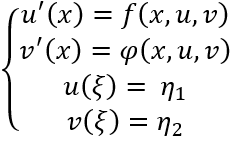 u′(x) = f(x, u, v)
v′(x) = φ(x, u, v)
u(ξ) = η₁
v(ξ) = η₂